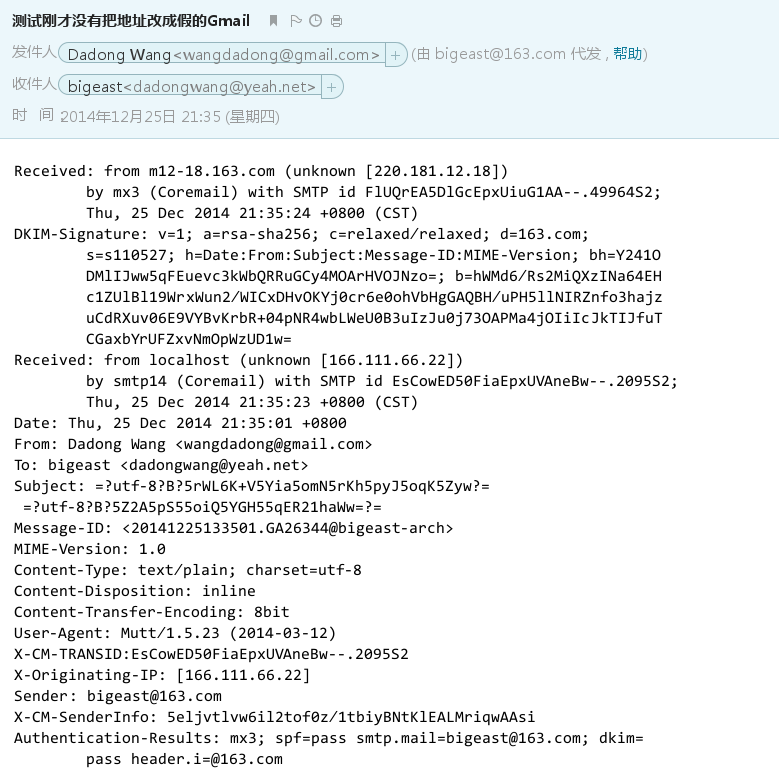 测试刚才没有把地址改成假的Gmail
发件人 Dadong Wang<wangdadong@gmail.com> + (由 bigeast@163.com 代发 , 帮助)
收件人 bigeast<dadongwang@yeah.net> +
时 间 2014年12月25日 21:35 (星期四)
Received: from m12-18.163.com (unknown [220.181.12.18])
by mx3 (Coremail) with SMTP id FlUQrEA5DlGcEpxUiuG1AA--.49964S2;
Thu, 25 Dec 2014 21:35:24 +0800 (CST)
DKIM-Signature: v=1; a=rsa-sha256; c=relaxed/relaxed; d=163.com;
s=s110527; h=Date:From:Subject:Message-ID:MIME-Version; bh=Y241O
DMlIJww5qFEuevc3kWbQRRuGCy4MOArHVOJNzo=; b=hWMd6/Rs2MiQXzINa64EH
c1ZUlBl19WrxWun2/WICxDHvOKYj0cr6e0ohVbHgGAQBH/uPH5llNIRZnfo3hajz
uCdRXuv06E9VYBvKrbR+04pNR4wbLWeU0B3uIzJu0j73OAPMa4jOIiIcJkTIJfuT
CGaxbYrUFZxvNmOpWzUD1w=
Received: from localhost (unknown [166.111.66.22])
by smtp14 (Coremail) with SMTP id EsCowED50FiaEpxUVAneBw--.2095S2;
Thu, 25 Dec 2014 21:35:23 +0800 (CST)
Date: Thu, 25 Dec 2014 21:35:01 +0800
From: Dadong Wang <wangdadong@gmail.com>
To: bigeast <dadongwang@yeah.net>
Subject: =?utf-8?B?5rWL6K+V5Yia5omN5rKh5pyJ5oqK5Zyw?=
=?utf-8?B?5Z2A5pS55oiQ5YGH55qER21haWw=?=
Message-ID: <20141225133501.GA26344@bigeast-arch>
MIME-Version: 1.0
Content-Type: text/plain; charset=utf-8
Content-Disposition: inline
Content-Transfer-Encoding: 8bit
User-Agent: Mutt/1.5.23 (2014-03-12)
X-CM-TRANSID:EsCowED50FiaEpxUVAneBw--.2095S2
X-Originating-IP: [166.111.66.22]
Sender: bigeast@163.com
X-CM-SenderInfo: 5eljvtlvw6il2tof0z/1tbiyBNtKlEALMriqwAAsi
Authentication-Results: mx3; spf=pass smtp.mail=bigeast@163.com; dkim=
pass header.i=@163.com